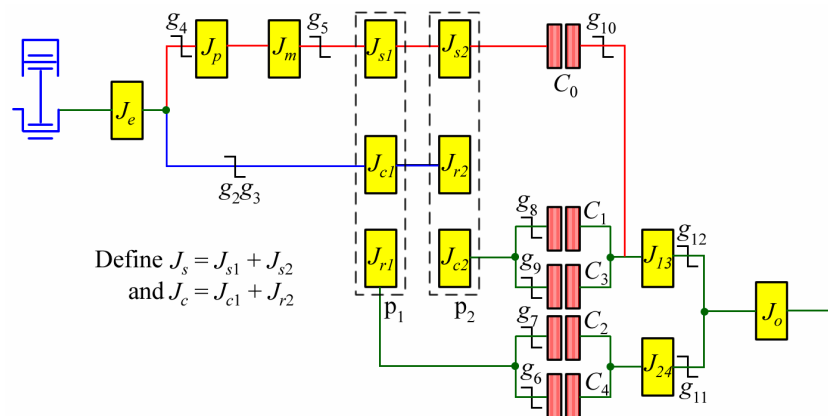 g4
Jp
Jm
g5
Js1
Js2
C0
g10
Je
g2g3
Jc1
Jr2
Define Js = Js1 + Js2
and Jc = Jc1 + Jr2
Jr1
Jc2
p1
p2
g8
C1
g9
C3
g7
C2
g6
C4
J13
g12
J24
g11
Jo